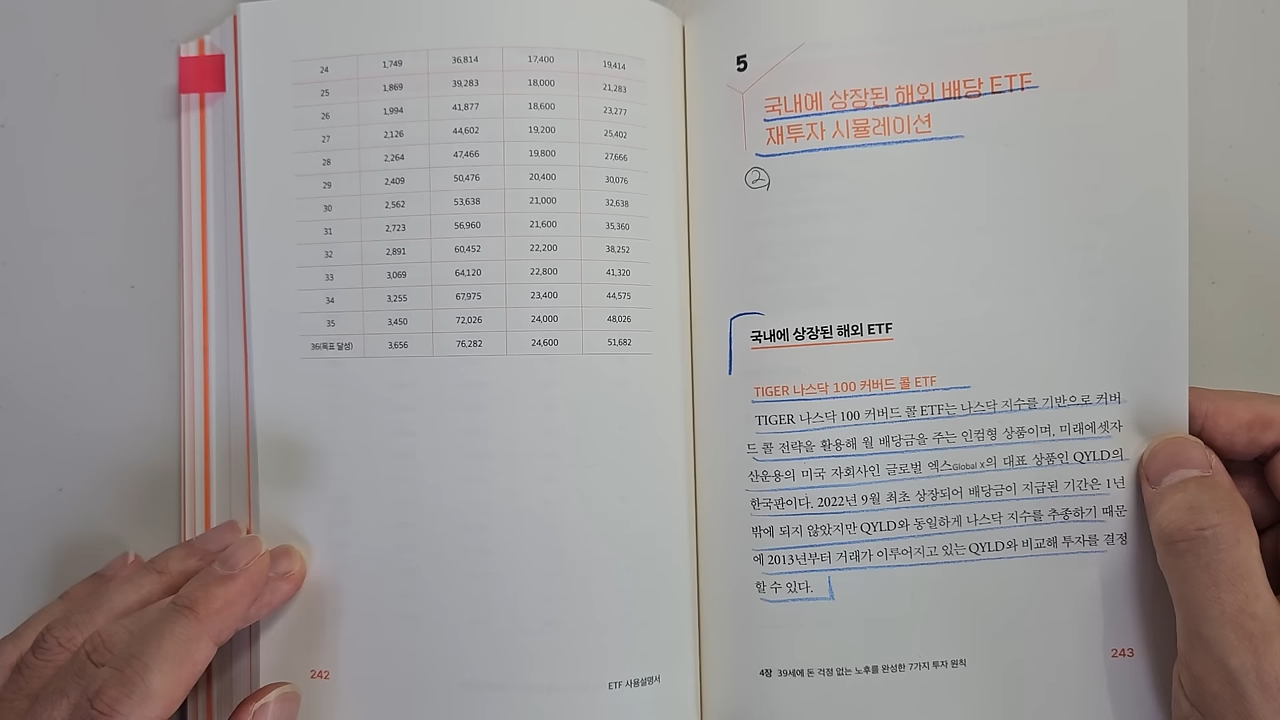 24 1,749 36,814 17,400 19,414
25 1,869 39,283 18,000 21,283
26 1,994 41,877 18,600 23,277
27 2,126 44,602 19,200 25,402
28 2,264 47,466 19,800 27,666
29 2,409 50,476 20,400 30,076
30 2,562 53,638 21,000 32,638
31 2,723 56,960 21,600 35,360
32 2,891 60,452 22,200 38,252
33 3,069 64,120 22,800 41,320
34 3,255 67,975 23,400 44,575
35 3,450 72,026 24,000 48,026
36(목표 달성) 3,656 76,282 24,600 51,682
242
ETF 사용설명서
5
국내에 상장된 해외 배당 ETF
재투자 시뮬레이션
②
국내에 상장된 해외 ETF
TIGER 나스닥 100 커버드 콜 ETF
TIGER 나스닥 100 커버드 콜 ETF는 나스닥 지수를 기반으로 커버
드 콜 전략을 활용해 월 배당금을 주는 인컴형 상품이며, 미래에셋자
산운용의 미국 자회사인 글로벌 엑스Global X의 대표 상품인 QYLD의
한국판이다. 2022년 9월 최초 상장되어 배당금이 지급된 기간은 1년
밖에 되지 않았지만 QYLD와 동일하게 나스닥 지수를 추종하기 때문
에 2013년부터 거래가 이루어지고 있는 QYLD와 비교해 투자를 결정
할 수 있다.
4장 39세에 돈 걱정 없는 노후를 완성한 7가지 투자 원칙
243